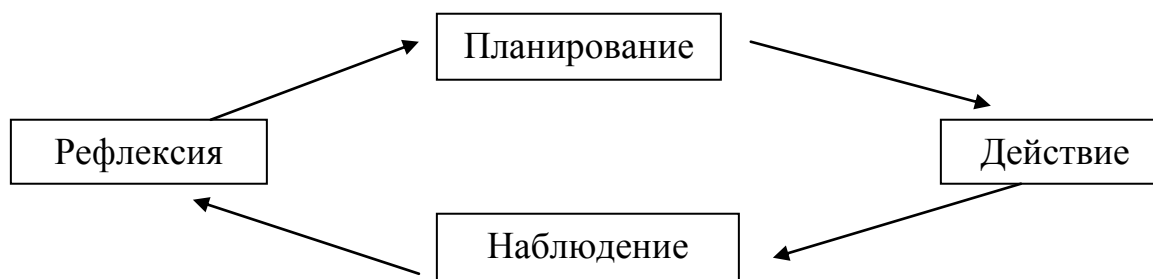 Планирование
Рефлексия
Действие
Наблюдение